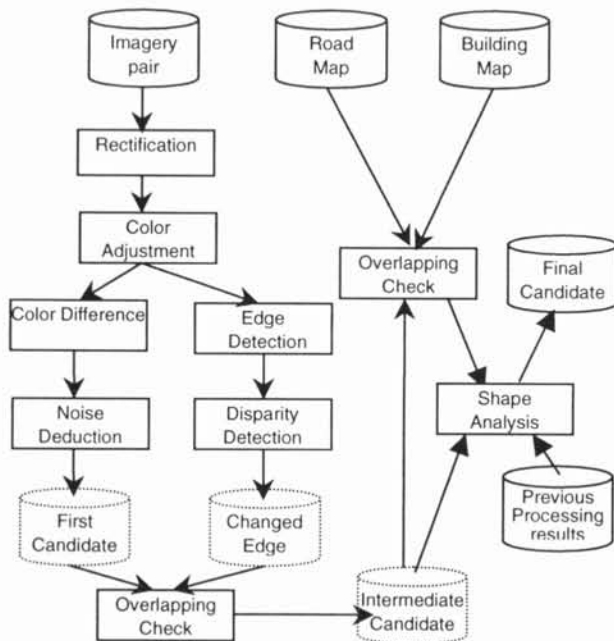 Imagery
pair
Road
Map
Building
Map
Rectification
Color
Adjustment
Overlapping
Check
Final
Candidate
Color Difference
Edge
Detection
Noise
Deduction
Disparity
Detection
Shape
Analysis
First
Candidate
Changed
Edge
Previous
Processing
results
Overlapping
Check
Intermediate
Candidate